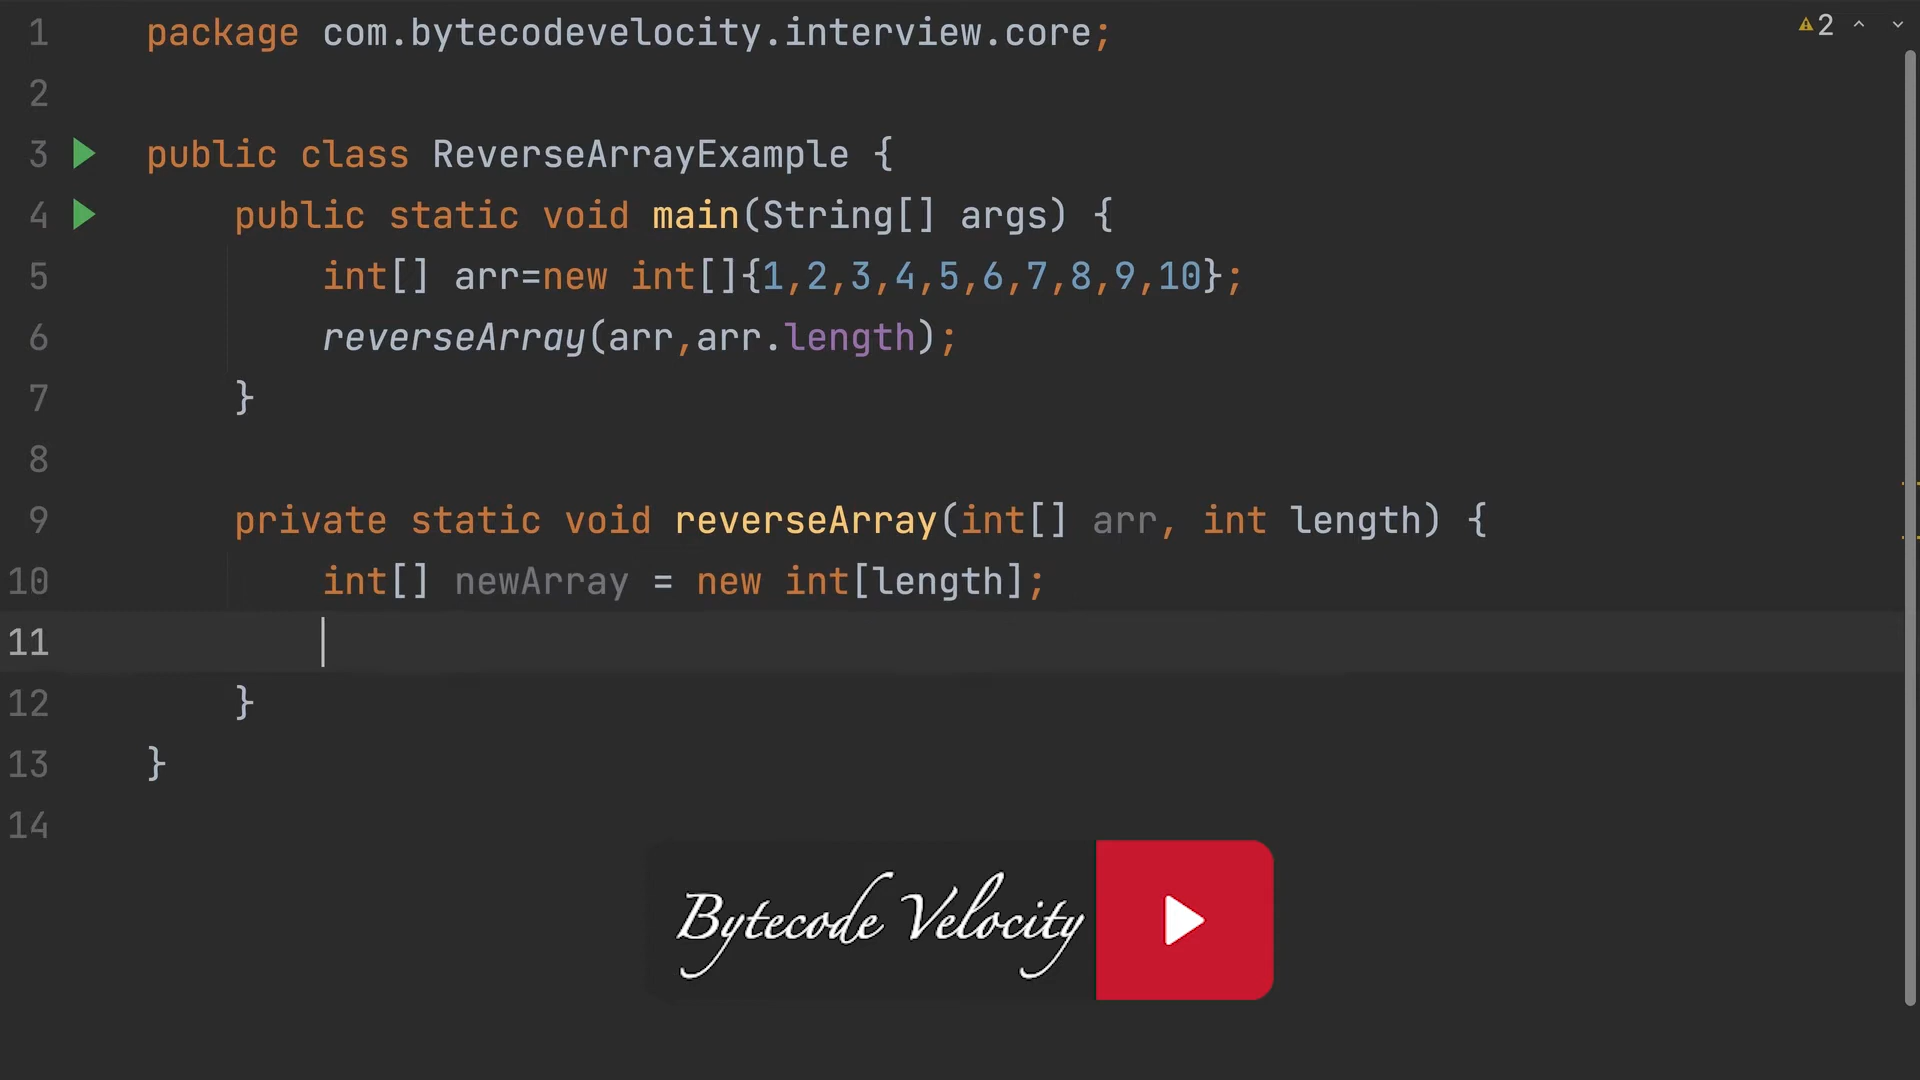 1 package com.bytecodevelocity.interview.core; 2
2
3 public class ReverseArrayExample {
4 public static void main(String[] args) {
5 int[] arr=new int[]{1,2,3,4,5,6,7,8,9,10};
6 reverseArray(arr,arr.length);
7 }
8
9 private static void reverseArray(int[] arr, int length) {
10 int[] newArray = new int[length];
11
12 }
13 }
14
Bytecode Velocity